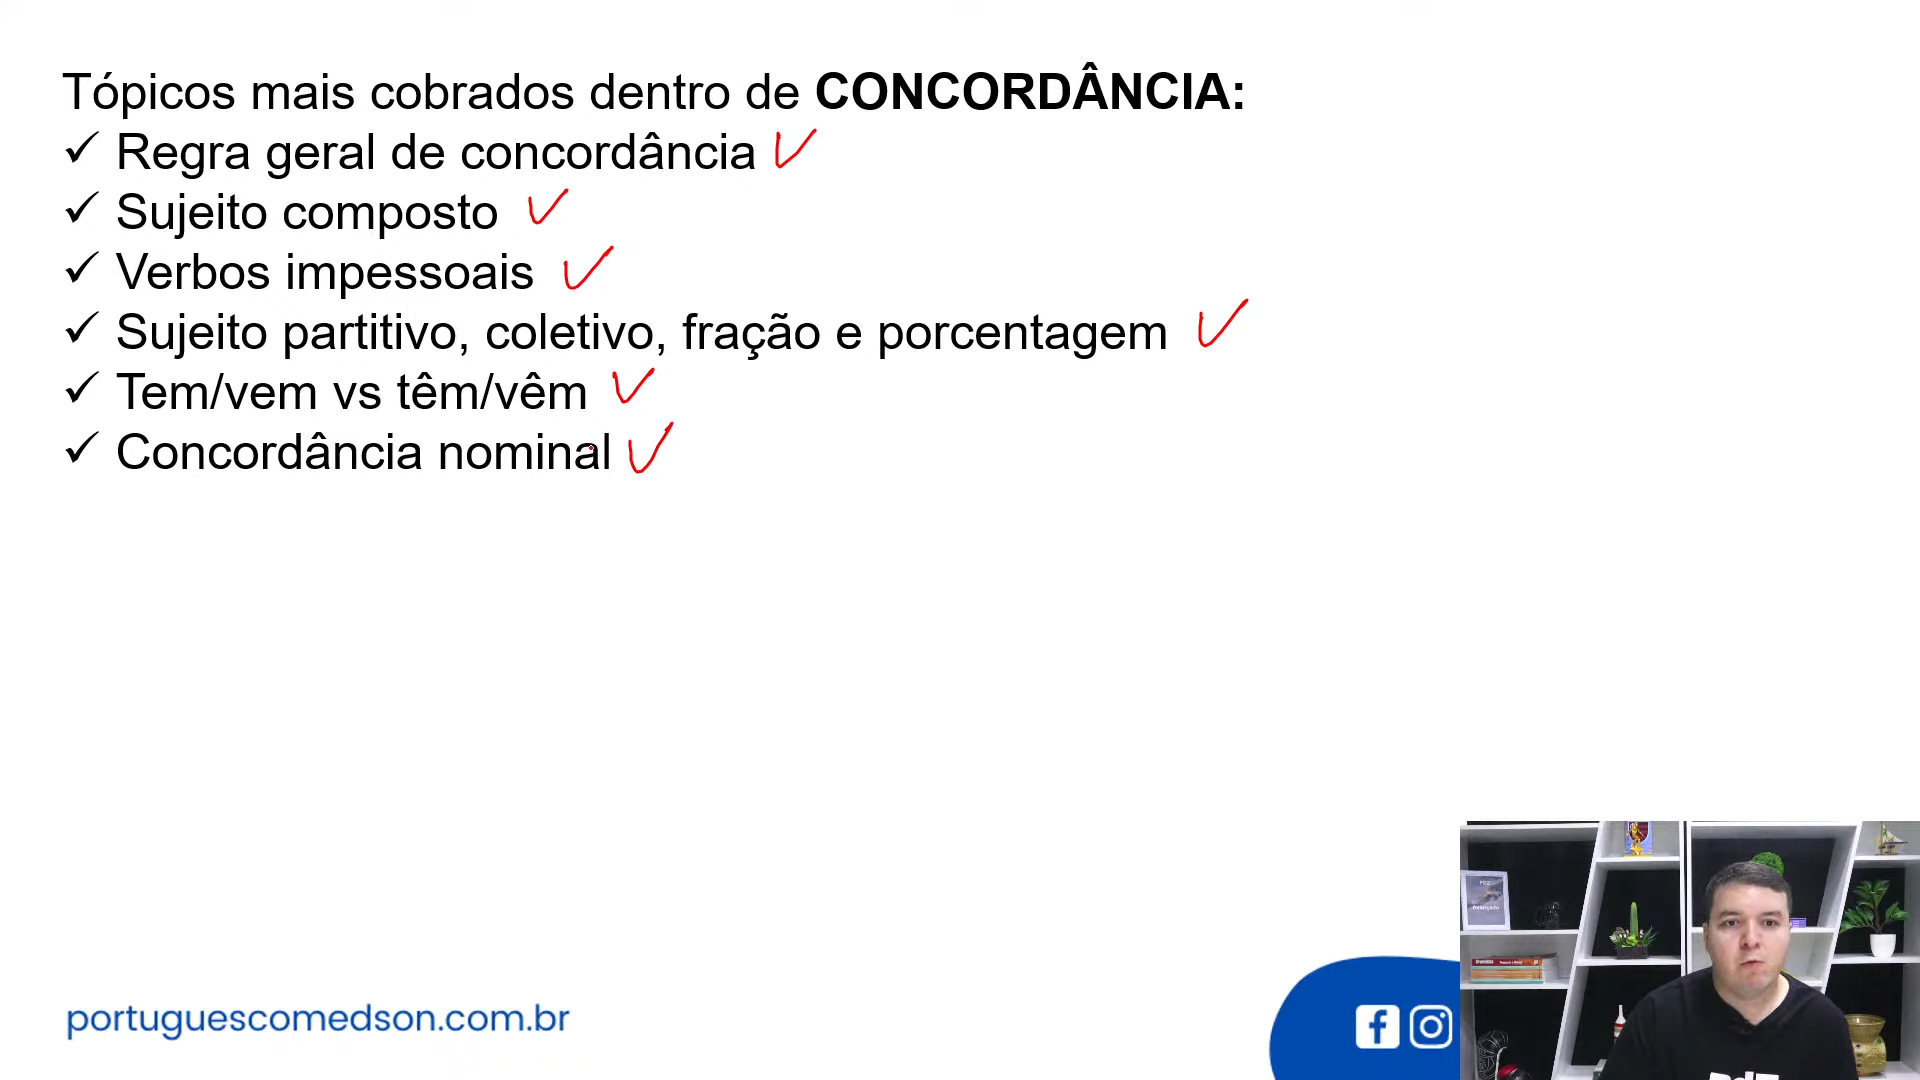 Tópicos mais cobrados dentro de CONCORDÂNCIA:
✓ Regra geral de concordância
✓ Sujeito composto
✓ Verbos impessoais
✓ Sujeito partitivo, coletivo, fração e porcentagem
✓ Tem/vem vs têm/vêm
✓ Concordância nominal
portuguescomedson.com.br